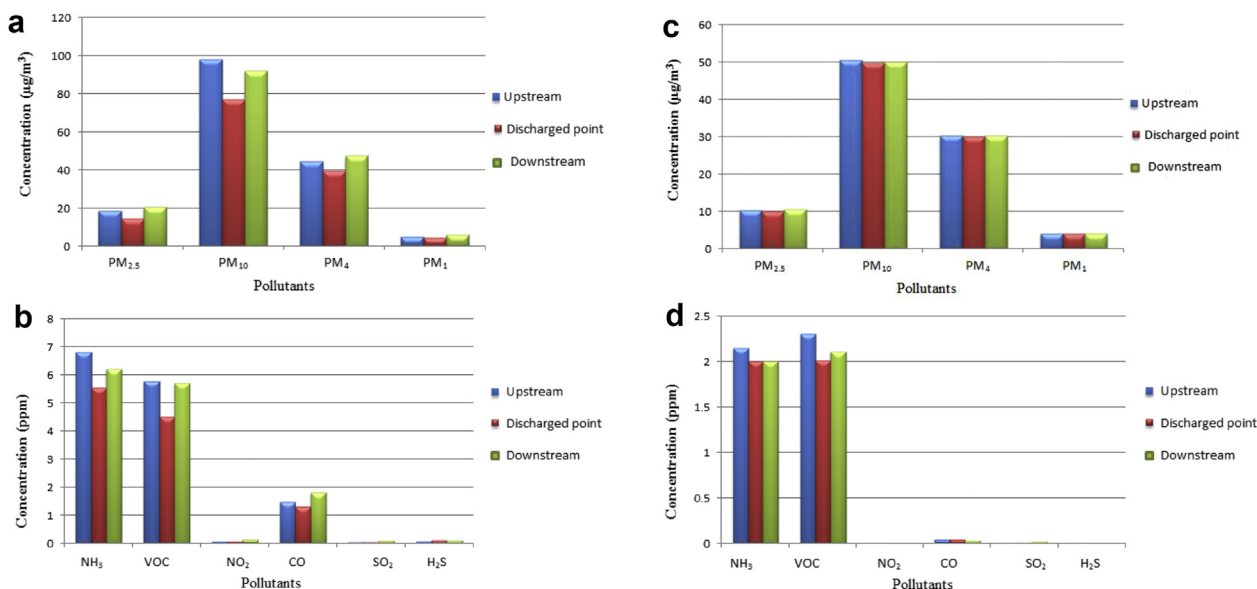 a
120
100
80
60
40
20
0
Concentration (µg/m³)
PM₂.₅ PM₁₀ PM₄ PM₁
Pollutants
Upstream
Discharged point
Downstream
b
8
7
6
5
4
3
2
1
0
Concentration (ppm)
NH₃ VOC NO₂ CO SO₂ H₂S
Pollutants
Upstream
Discharged point
Downstream
c
60
50
40
30
20
10
0
Concentration (µg/m³)
PM₂.₅ PM₁₀ PM₄ PM₁
Pollutants
Upstream
Discharged point
Downstream
d
2.5
2
1.5
1
0.5
0
Concentration (ppm)
NH₃ VOC NO₂ CO SO₂ H₂S
Pollutants
Upstream
Discharged point
Downstream